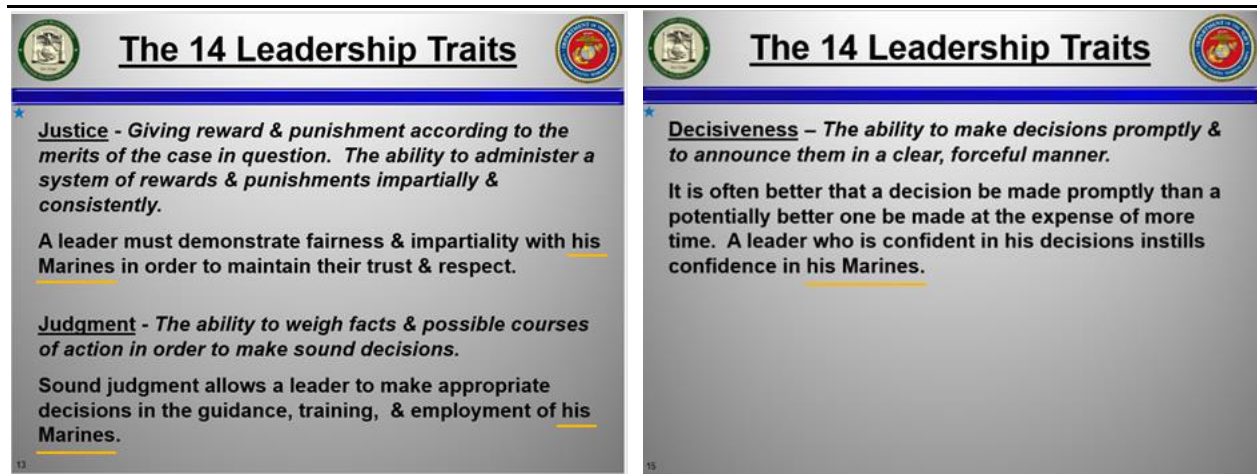 The 14 Leadership Traits
Justice - Giving reward & punishment according to the
merits of the case in question. The ability to administer a
system of rewards & punishments impartially &
consistently.
A leader must demonstrate fairness & impartiality with his
Marines in order to maintain their trust & respect.
Judgment - The ability to weigh facts & possible courses
of action in order to make sound decisions.
Sound judgment allows a leader to make appropriate
decisions in the guidance, training, & employment of his
Marines.
13
The 14 Leadership Traits
Decisiveness – The ability to make decisions promptly &
to announce them in a clear, forceful manner.
It is often better that a decision be made promptly than a
potentially better one be made at the expense of more
time. A leader who is confident in his decisions instills
confidence in his Marines.
15